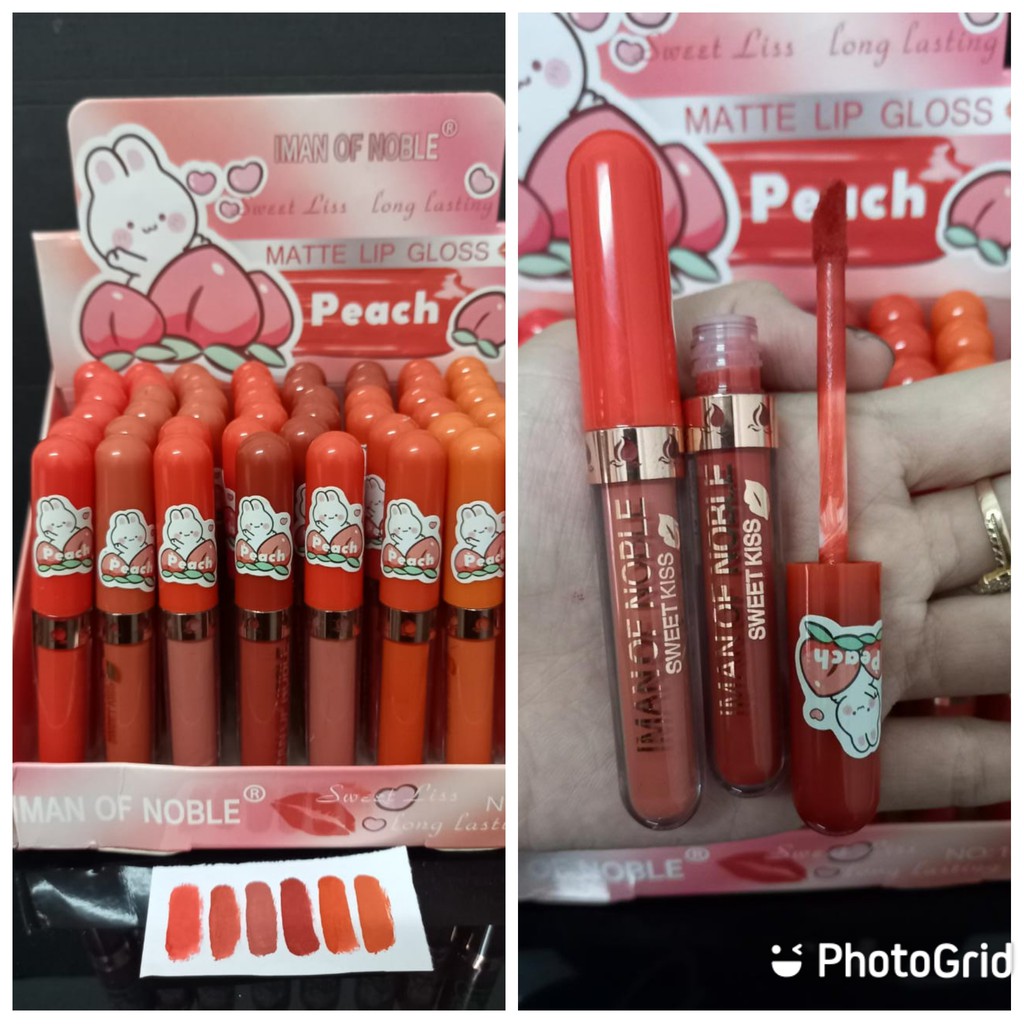 IMAN OF NOBLE®
Sweet Liss long lasting
MATTE LIP GLOSS
Peach
Peach
Peach
Peach
Peach
Peach
Peach
Peach
IMAN OF NOBLE®
Sweet Liss
long lasting
N
Sweet Liss long lasting
MATTE LIP GLOSS
Peach
IMAN OF NOBLE
SWEET KISS
IMAN OF NOBLE
SWEET KISS
Peach
OF NOBLE®
Sweet Liss
long lasting
NO:1
PhotoGrid